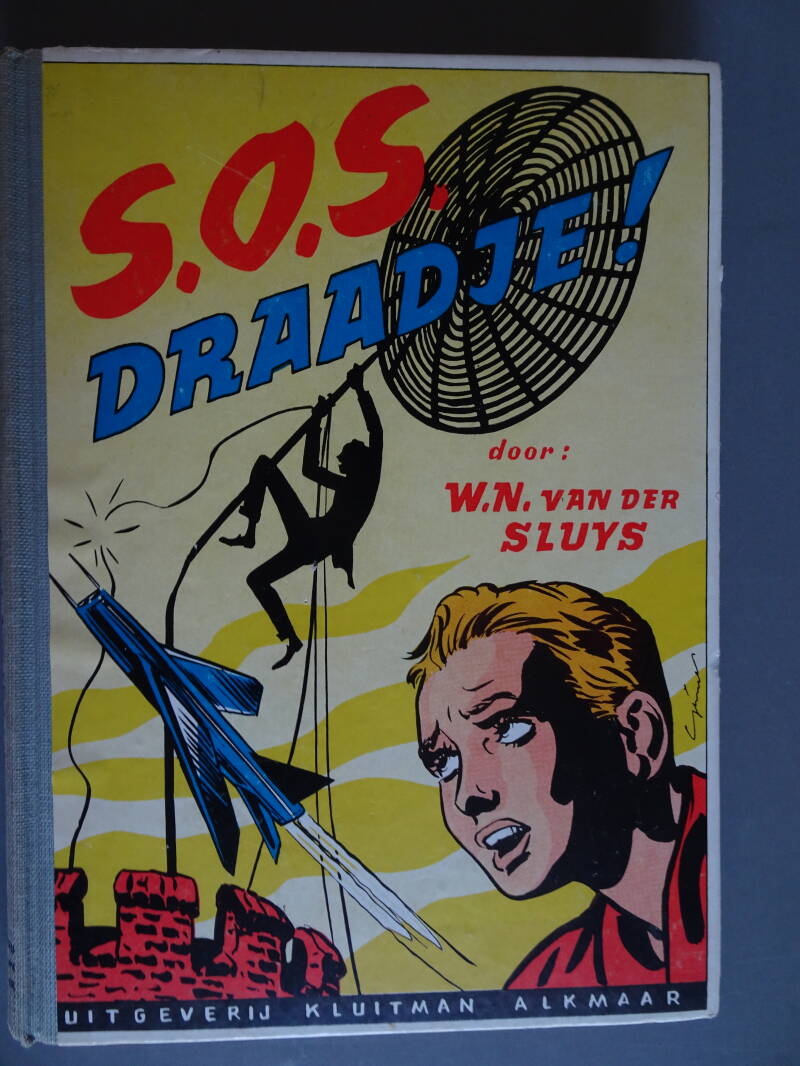 S.O.S.
DRAADJE!
door:
W.N. VAN DER
SLUYS
UITGEVERIJ KLUITMAN ALKMAAR